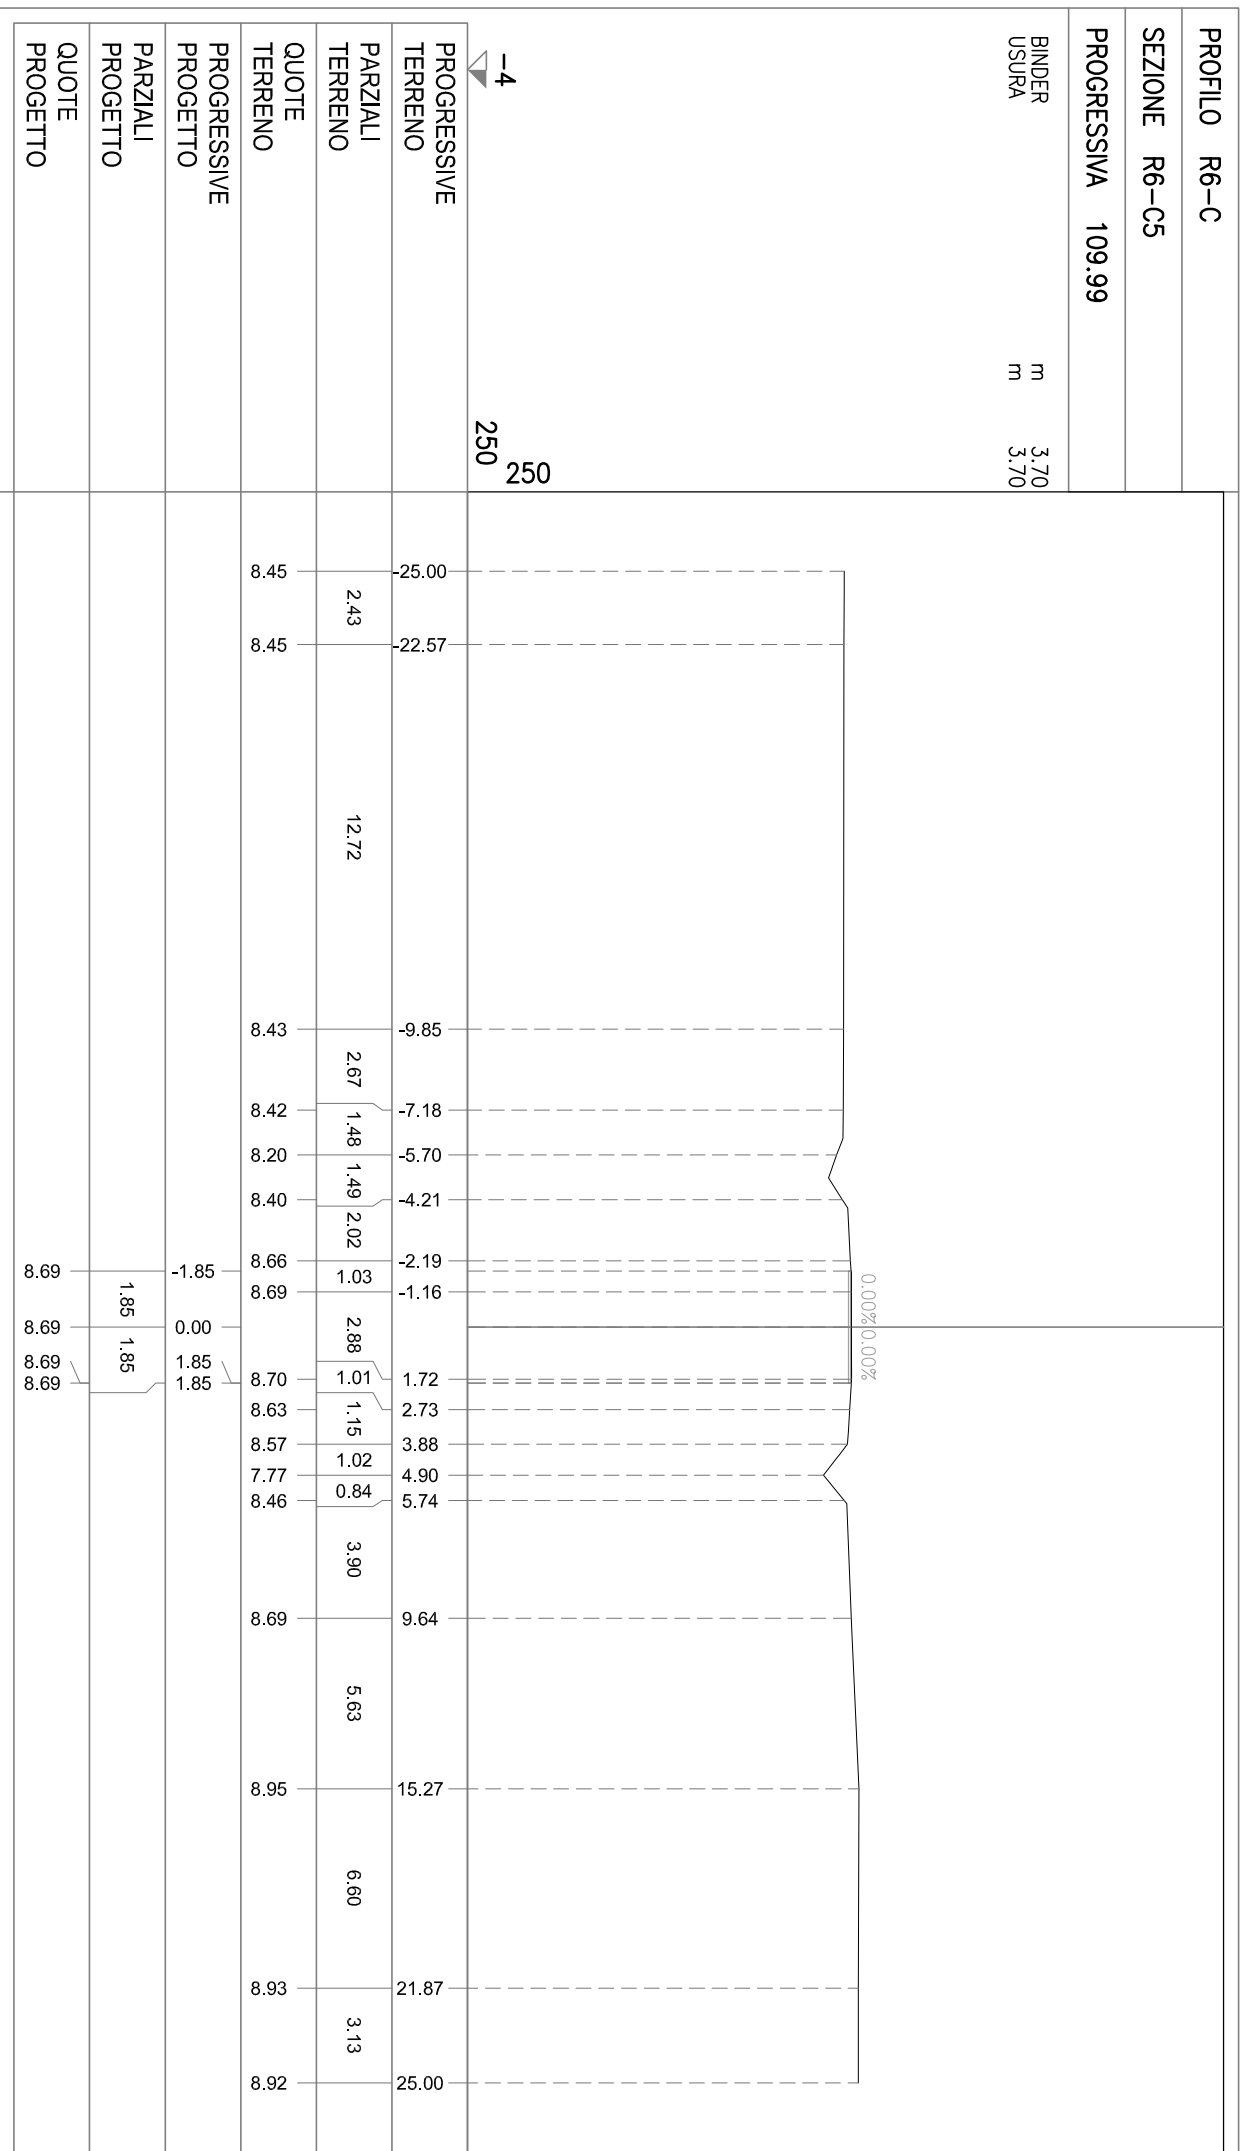 PROFILO R6-C
SEZIONE R6-C5
PROGRESSIVA 109.99
BINDER m 3.70
USURA m 3.70
0.00% 0.00%
-4
250
250
PROGRESSIVE
TERRENO
-25.00 -22.57 -9.85 -7.18 -5.70 -4.21 -2.19 -1.16 1.72 2.73 3.88 4.90 5.74 9.64 15.27 21.87 25.00
PARZIALI
TERRENO
2.43 12.72 2.67 1.48 1.49 2.02 1.03 2.88 1.01 1.15 1.02 0.84 3.90 5.63 6.60 3.13
QUOTE
TERRENO
8.45 8.45 8.43 8.42 8.20 8.40 8.66 8.69 8.70 8.63 8.57 7.77 8.46 8.69 8.95 8.93 8.92
PROGRESSIVE
PROGETTO
-1.85 0.00 1.85 1.85
PARZIALI
PROGETTO
1.85 1.85
QUOTE
PROGETTO
8.69 8.69 8.69 8.69